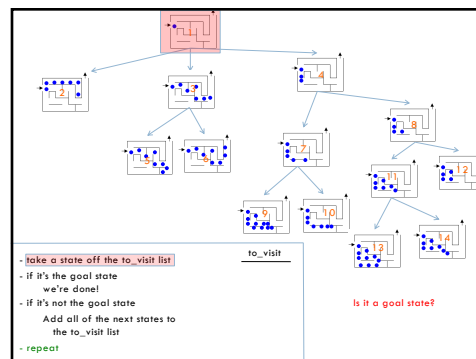 1
2
3
4
5
6
7
8
9
10
11
12
13
14
- take a state off the to_visit list
- if it's the goal state
we're done!
- if it's not the goal state
Add all of the next states to
the to_visit list
- repeat
to_visit
Is it a goal state?